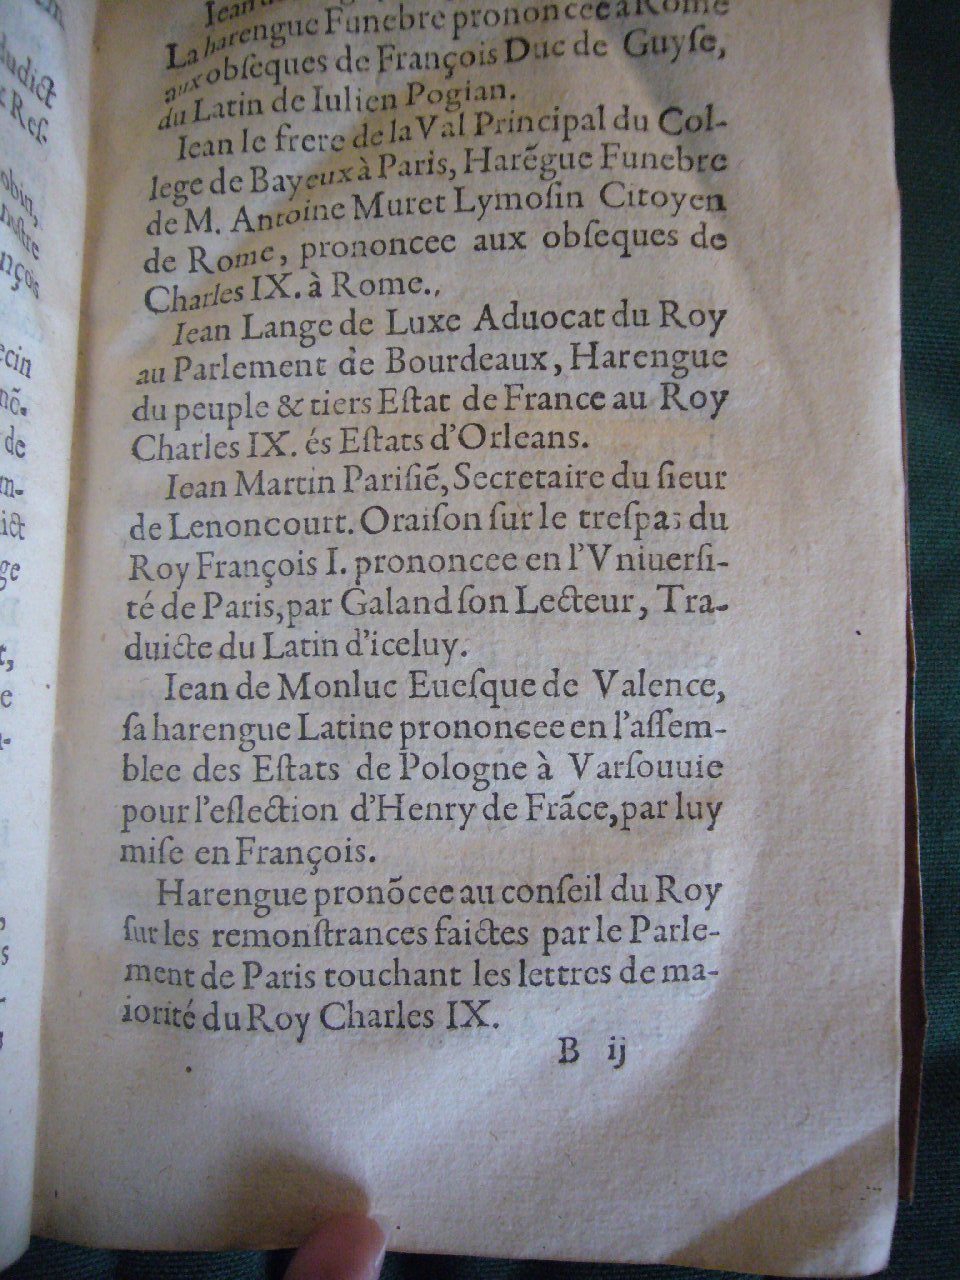 Iean
La harengue Funebre prononcee à Rome
aux obſeques de François Duc de Guyſe,
du Latin de Iulien Pogian.
Iean le frere de la Val Principal du Col-
lege de Bayeux à Paris, Harẽgue Funebre
de M. Antoine Muret Lymoſin Citoyen
de Rome, prononcee aux obſeques de
Charles IX. à Rome.
Iean Lange de Luxe Aduocat du Roy
au Parlement de Bourdeaux, Harengue
du peuple & tiers Eſtat de France au Roy
Charles IX. és Eſtats d'Orleans.
Iean Martin Pariſiẽ, Secretaire du ſieur
de Lenoncourt. Oraiſon ſur le treſpas du
Roy François I. prononcee en l'Vniuerſi-
té de Paris, par Galand ſon Lecteur, Tra-
duicte du Latin d'iceluy.
Iean de Monluc Eueſque de Valence,
ſa harengue Latine prononcee en l'aſſem-
blee des Eſtats de Pologne à Varſouuie
pour l'eſlection d'Henry de Frãce, par luy
miſe en François.
Harengue pronõcee au conſeil du Roy
ſur les remonſtrances faictes par le Parle-
ment de Paris touchant les lettres de ma-
iorité du Roy Charles IX.
B ij